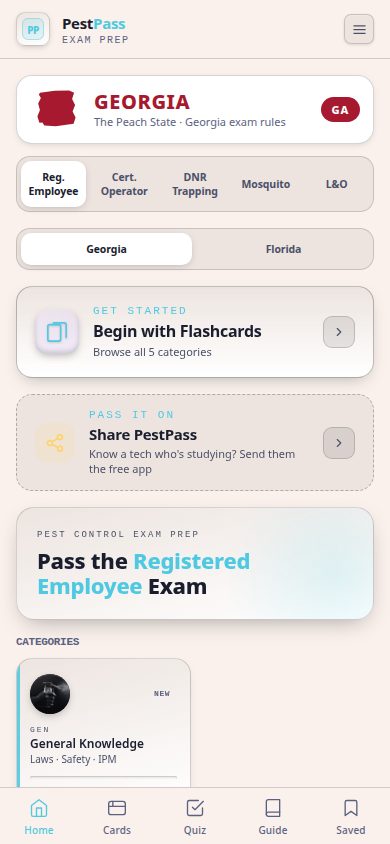 PP
PestPass
EXAM PREP
GEORGIA
The Peach State · Georgia exam rules
GA
Reg.
Employee
Cert.
Operator
DNR
Trapping
Mosquito
L&O
Georgia
Florida
GET STARTED
Begin with Flashcards
Browse all 5 categories
PASS IT ON
Share PestPass
Know a tech who's studying? Send them
the free app
PEST CONTROL EXAM PREP
Pass the Registered
Employee Exam
CATEGORIES
NEW
GEN
General Knowledge
Laws · Safety · IPM
Home
Cards
Quiz
Guide
Saved